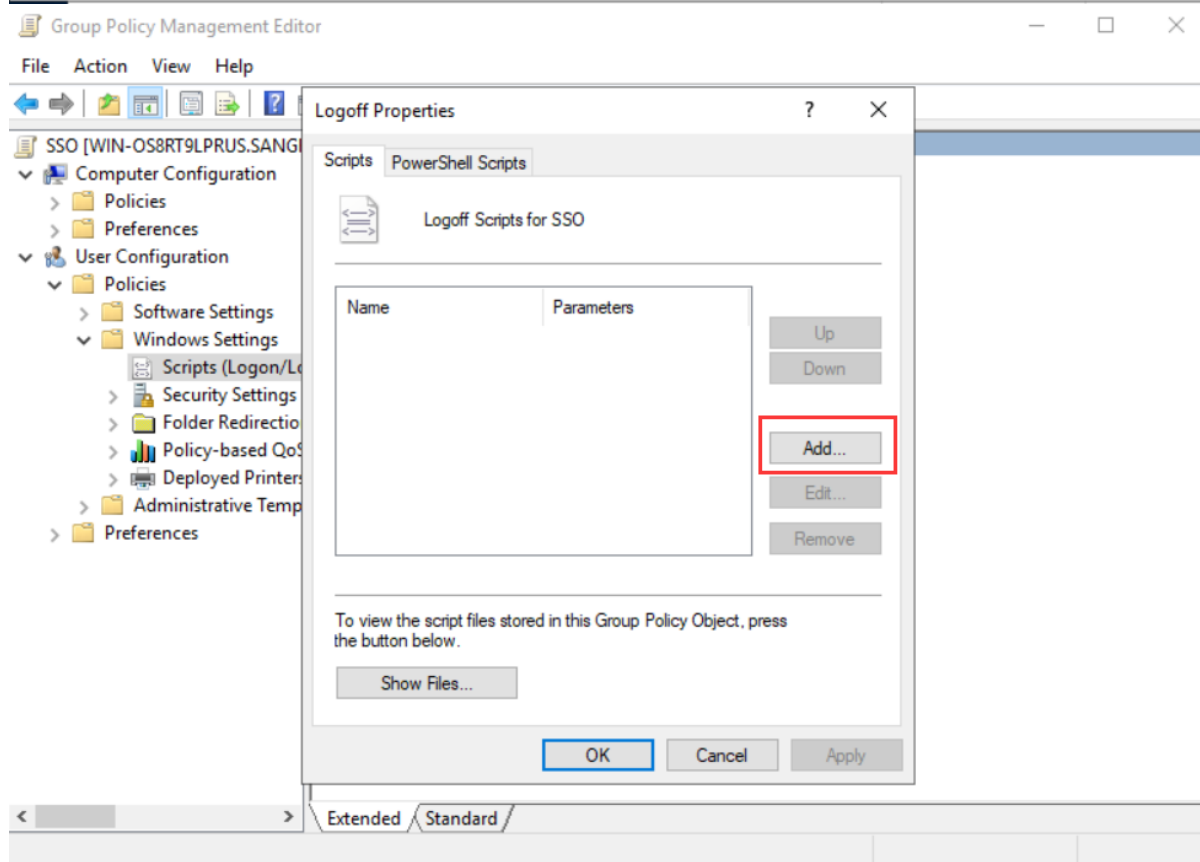 Group Policy Management Editor
File Action View Help
SSO [WIN-OS8RT9LPRUS.SANG
Computer Configuration
Policies
Preferences
User Configuration
Policies
Software Settings
Windows Settings
Scripts (Logon/Lo
Security Settings
Folder Redirectio
Policy-based QoS
Deployed Printers
Administrative Temp
Preferences
Logoff Properties
?
Scripts PowerShell Scripts
Logoff Scripts for SSO
Name Parameters
Up
Down
Add...
Edit...
Remove
To view the script files stored in this Group Policy Object, press
the button below.
Show Files...
OK Cancel Apply
Extended Standard